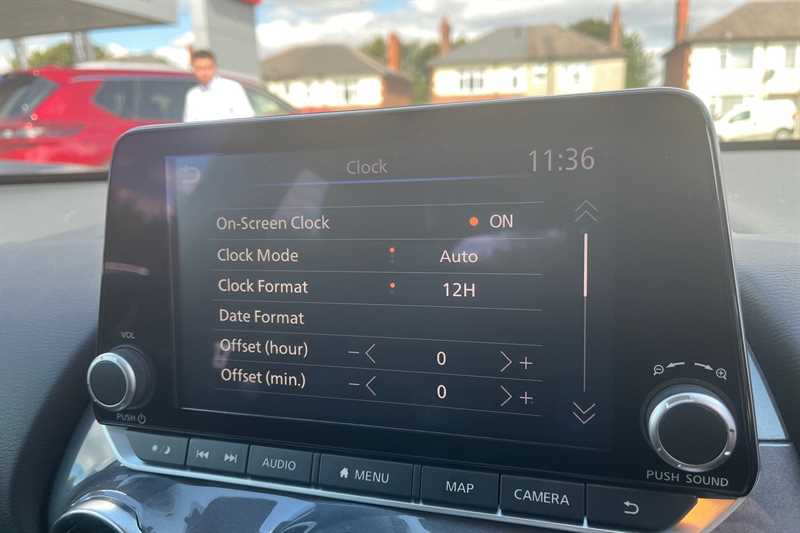 Clock 11:36
On-Screen Clock ON
Clock Mode Auto
Clock Format 12H
Date Format
Offset (hour) − < 0 > +
Offset (min.) − < 0 > +
VOL
PUSH
AUDIO MENU MAP CAMERA
PUSH SOUND